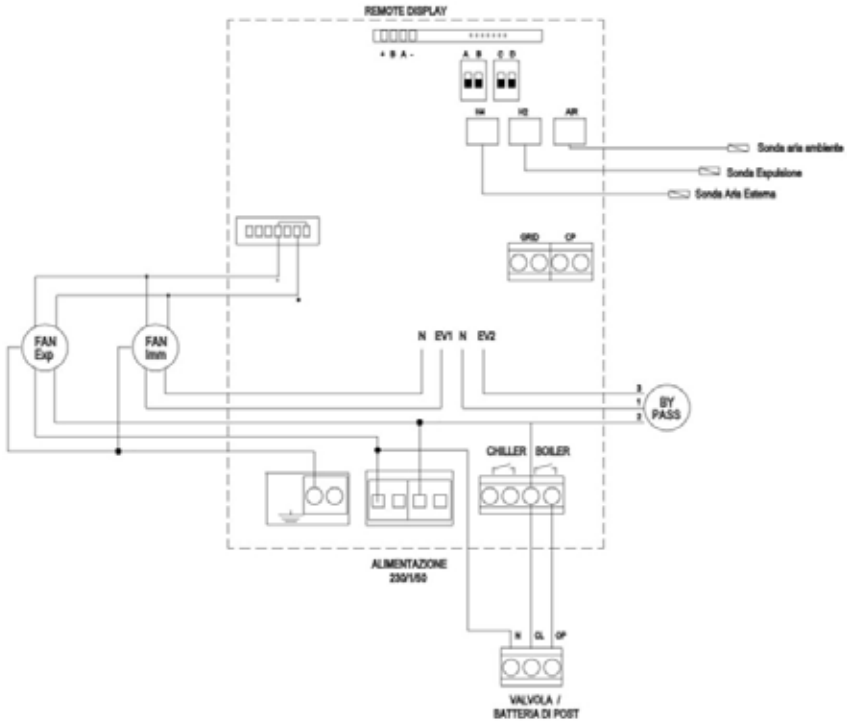 REMOTE DISPLAY
+ B A -
A B C D
H4 H2 AIR
Sonda aria ambiente
Sonda Espulsione
Sonda Aria Esterna
GRID CP
FAN
Exp
FAN
Imm
N EV1 N EV2
3
1
2
BY
PASS
CHILLER BOILER
ALIMENTAZIONE
230/1/50
N CL OP
VALVOLA /
BATTERIA DI POST